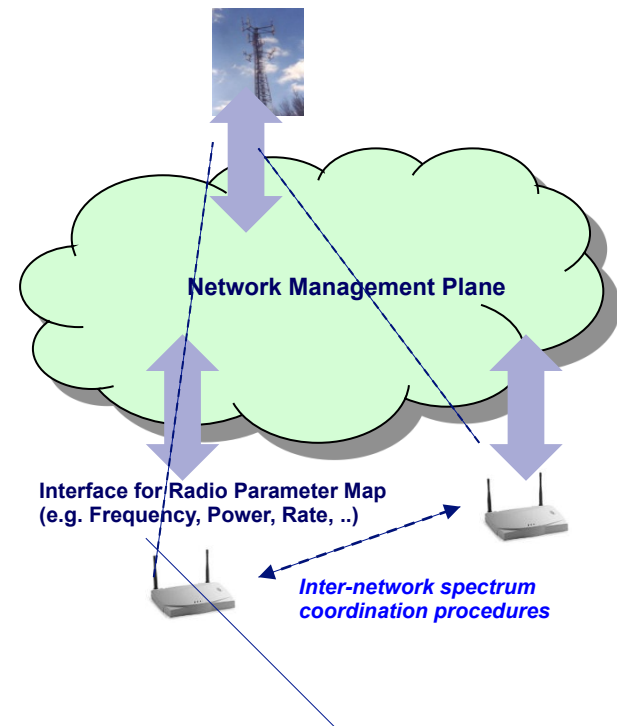 Network Management Plane
Interface for Radio Parameter Map
(e.g. Frequency, Power, Rate, ..)
Inter-network spectrum
coordination procedures